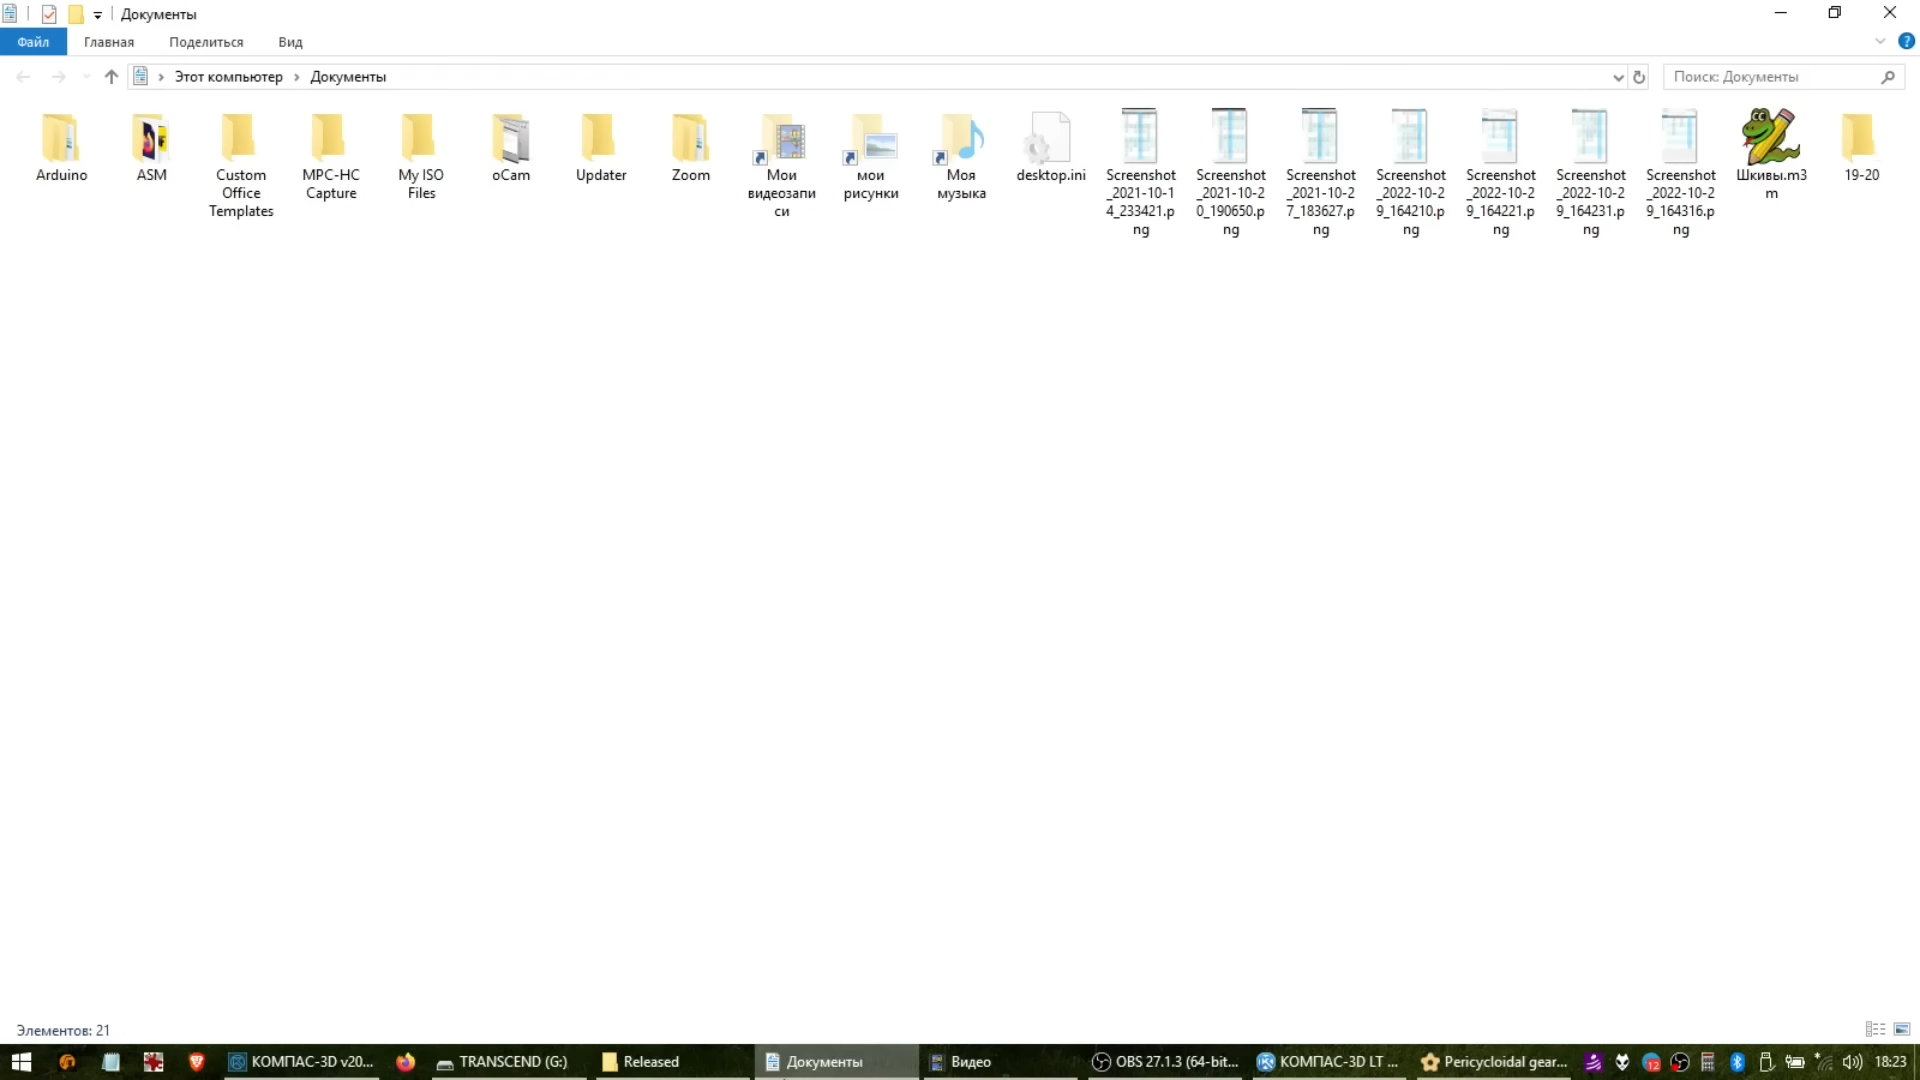 Документы
Файл Главная Поделиться Вид
Этот компьютер Документы Поиск: Документы
Arduino
ASM
Custom
Office
Templates
MPC-HC
Capture
My ISO
Files
oCam
Updater
Zoom
Мои
видеозапи
си
мои
рисунки
Моя
музыка
desktop.ini
Screenshot
_2021-10-1
4_233421.p
ng
Screenshot
_2021-10-2
0_190650.p
ng
Screenshot
_2021-10-2
7_183627.p
ng
Screenshot
_2022-10-2
9_164210.p
ng
Screenshot
_2022-10-2
9_164221.p
ng
Screenshot
_2022-10-2
9_164231.p
ng
Screenshot
_2022-10-2
9_164316.p
ng
Шкивы.m3
m
19-20
Элементов: 21
КОМПАС-3D v20... TRANSCEND (G:) Released Документы Видео OBS 27.1.3 (64-bit... КОМПАС-3D LT ... Pericycloidal gear... 12 18:23